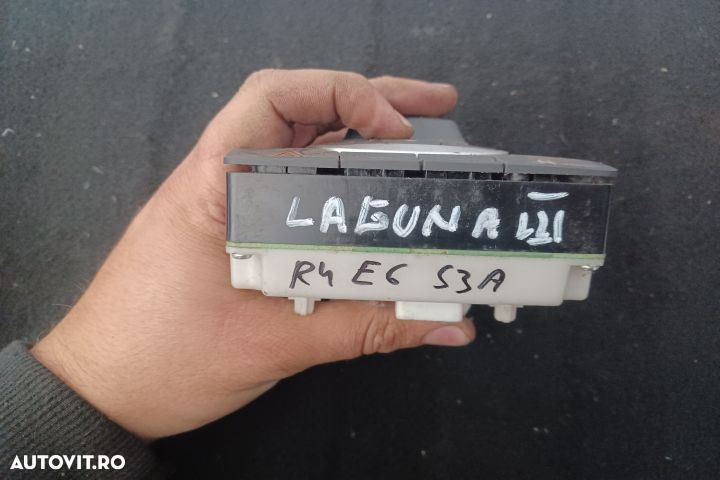 LAGUNA III
R4 E6 S3A
AUTOVIT.RO